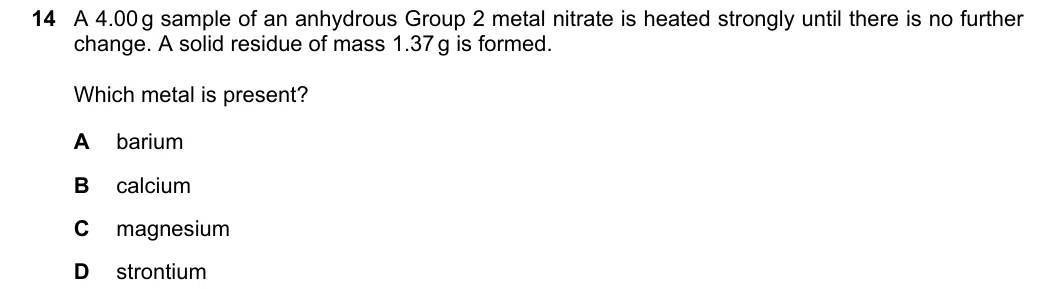 14 A 4.00 g sample of an anhydrous Group 2 metal nitrate is heated strongly until there is no further
change. A solid residue of mass 1.37 g is formed.
Which metal is present?
A barium
B calcium
C magnesium
D strontium